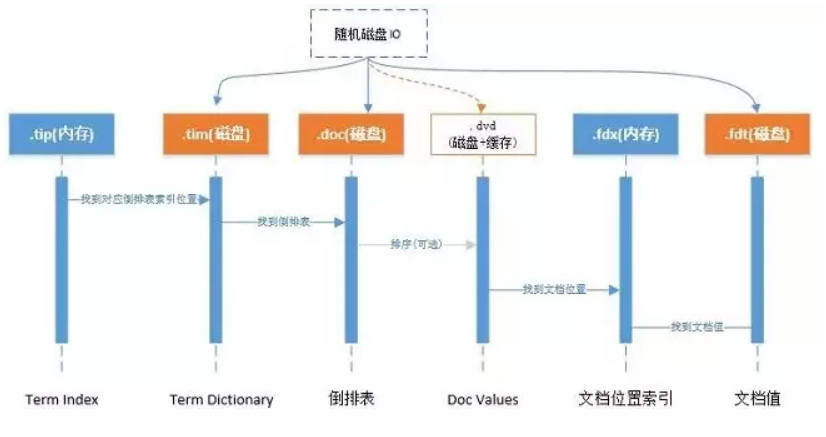 随机磁盘IO
.tip(内存)
.tim(磁盘)
.doc(磁盘)
.dvd
(磁盘+缓存)
.fdx(内存)
.fdt(磁盘)
找到对应倒排表索引位置
找到倒排表
排序(可选)
找到文档位置
找到文档值
Term Index
Term Dictionary
倒排表
Doc Values
文档位置索引
文档值